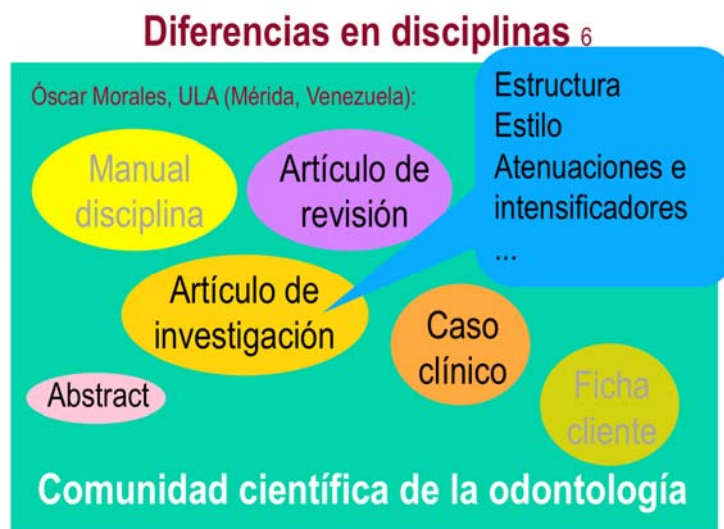 Diferencias en disciplinas 6
Óscar Morales, ULA (Mérida, Venezuela):
Estructura
Estilo
Atenuaciones e
intensificadores
...
Manual
disciplina
Artículo de
revisión
Artículo de
investigación
Caso
clínico
Abstract
Ficha
cliente
Comunidad científica de la odontología